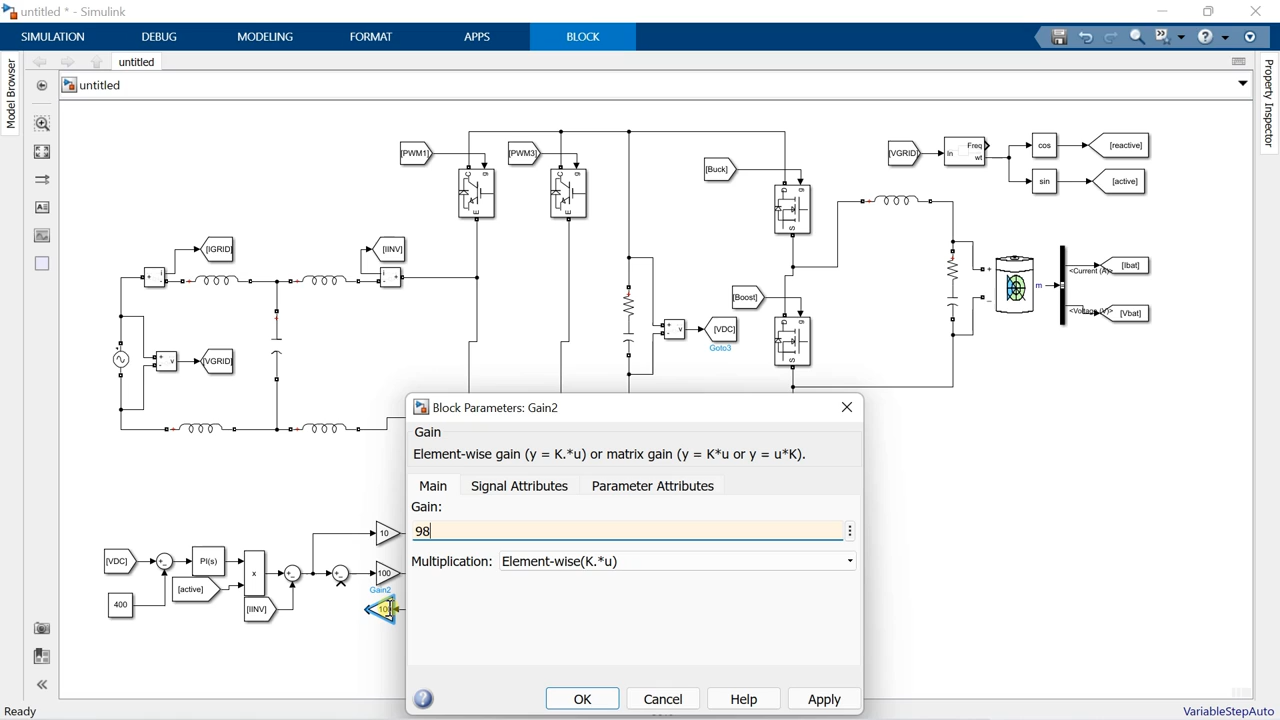 untitled * - Simulink
SIMULATION DEBUG MODELING FORMAT APPS BLOCK
untitled
untitled
Model Browser
Property Inspector
[PWM1]
[PWM3]
[Buck]
[VGRID]
In Freq wt
cos
[reactive]
sin
[active]
[IGRID]
[IINV]
[Boost]
<Current (A)>
[Ibat]
m
<Voltage (V)>
[Vbat]
[VDC]
Goto3
[VGRID]
Block Parameters: Gain2
Gain
Element-wise gain (y = K.*u) or matrix gain (y = K*u or y = u*K).
Main Signal Attributes Parameter Attributes
Gain:
98
Multiplication: Element-wise(K.*u)
OK Cancel Help Apply
10
[VDC]
PI(s)
x
100
[active]
Gain2
400
[IINV]
Ready
VariableStepAuto